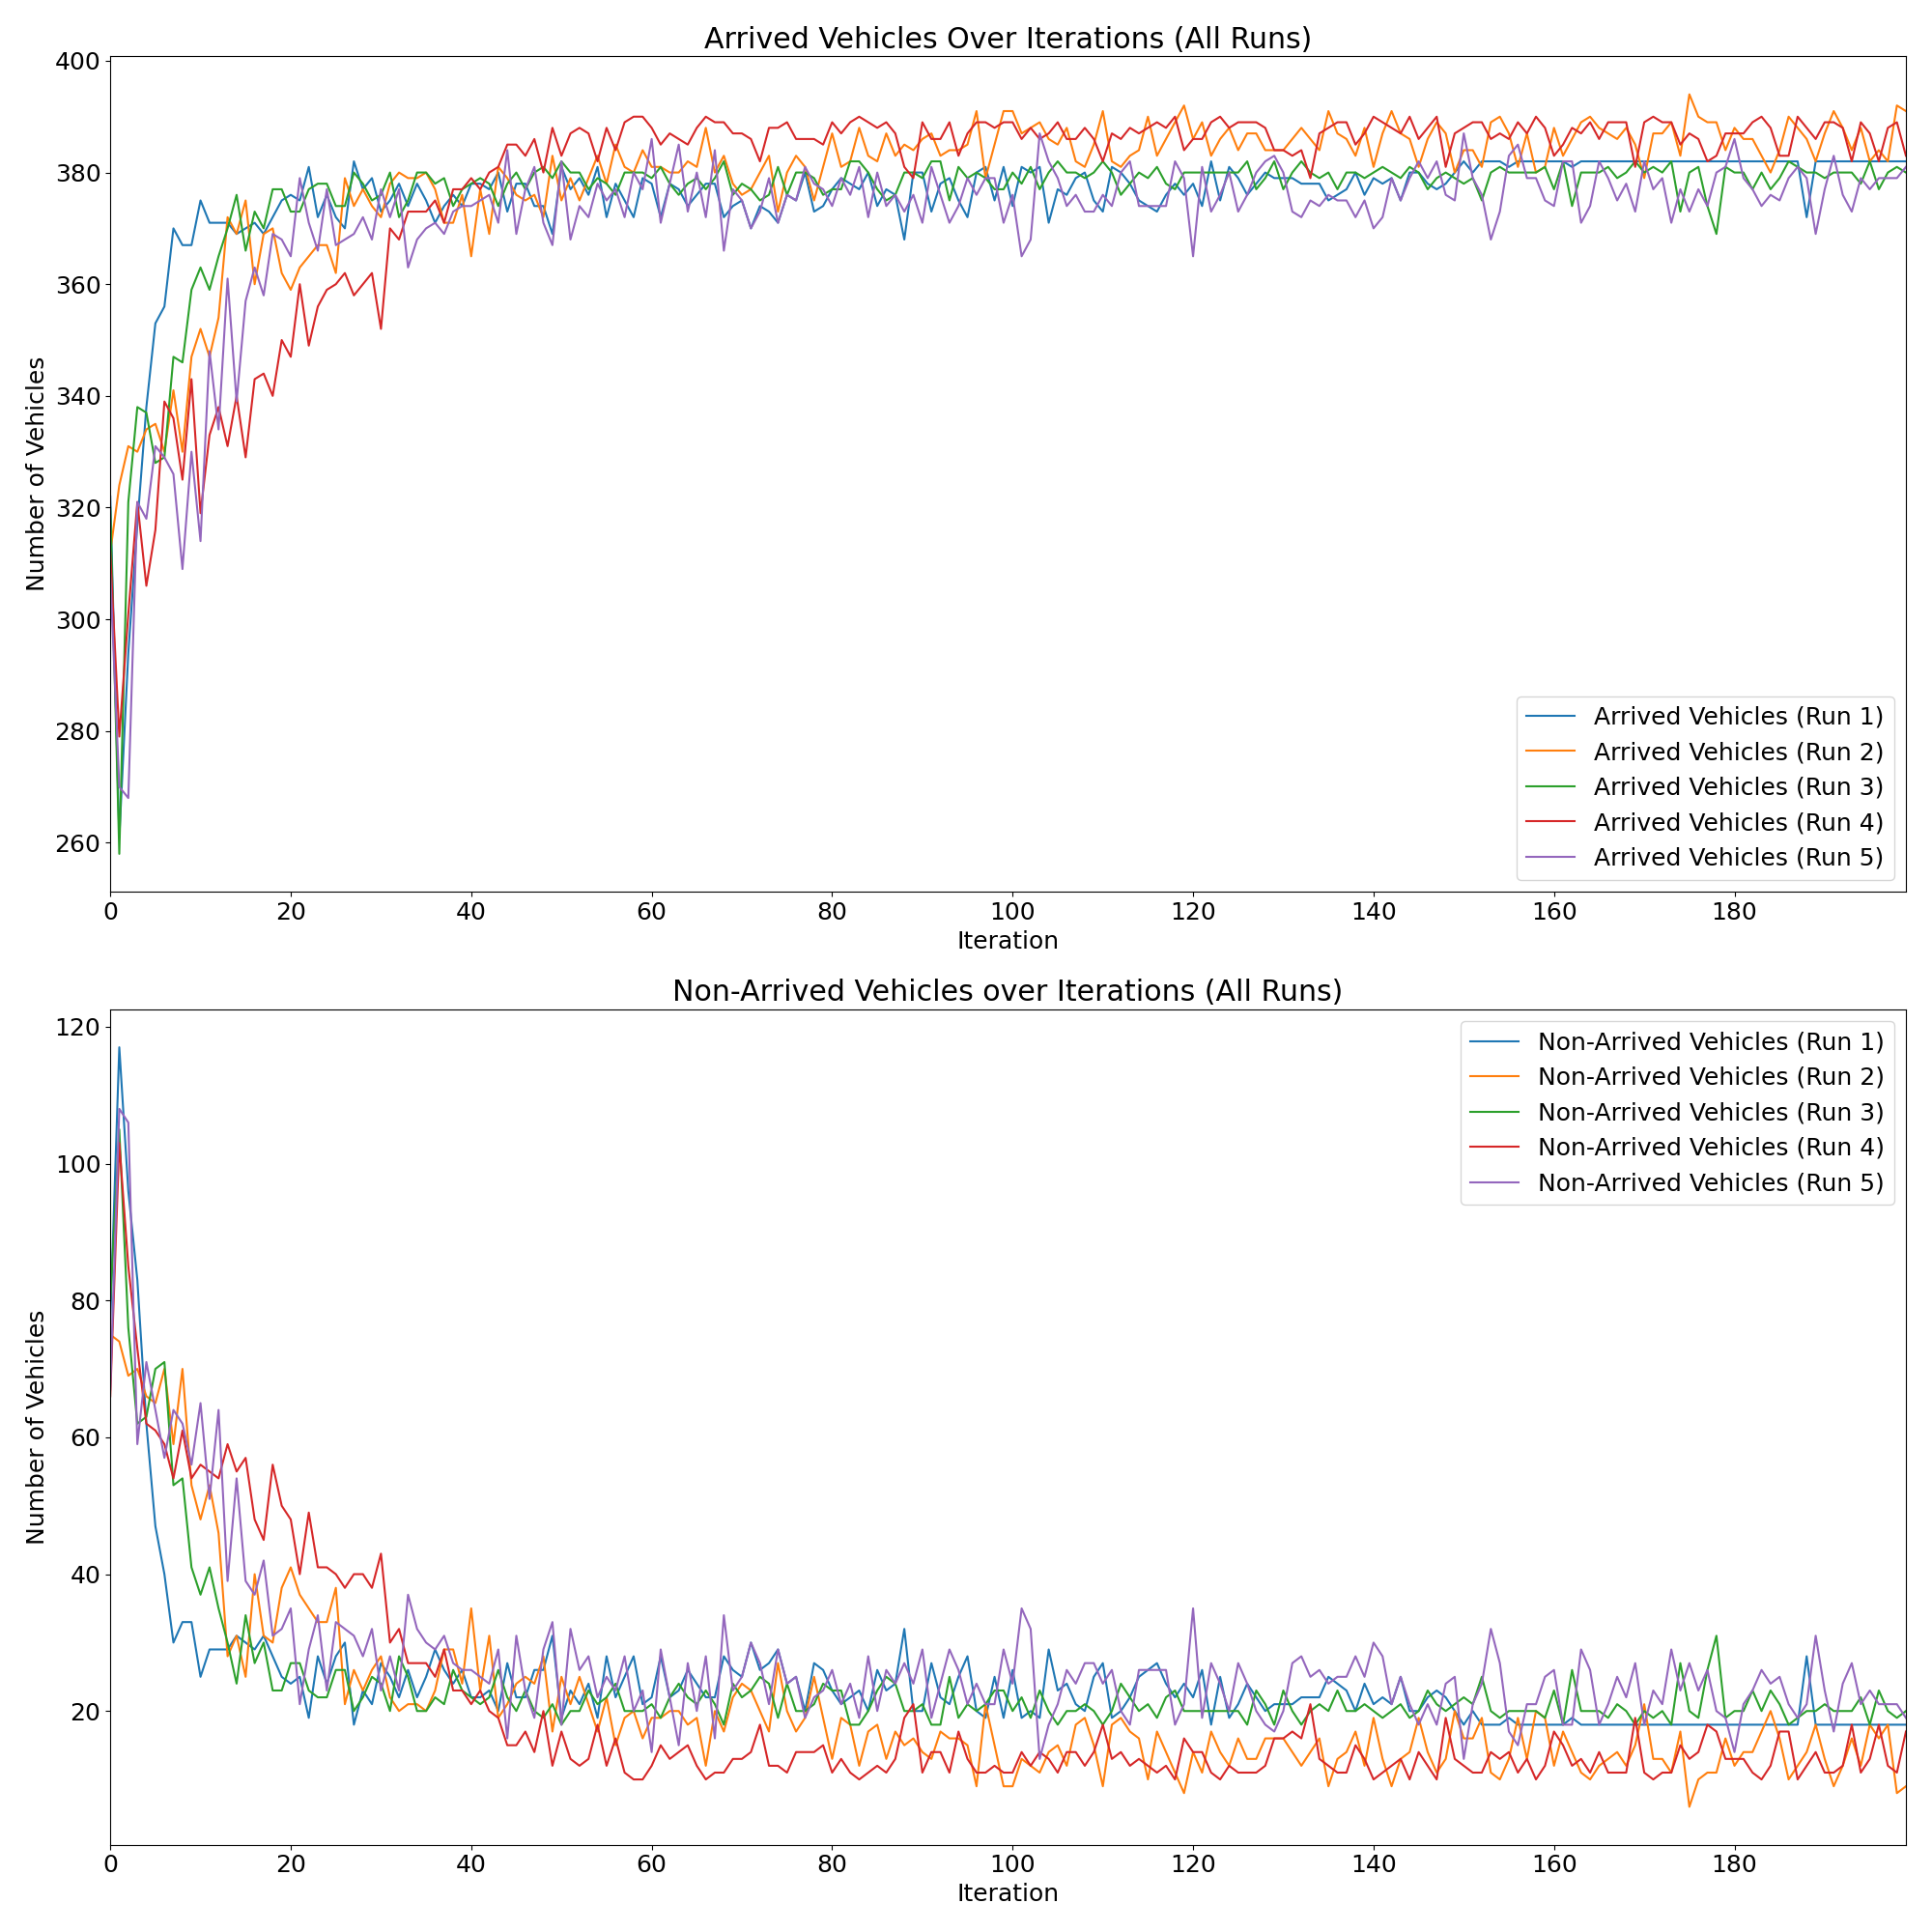 Arrived Vehicles Over Iterations (All Runs)
400
380
360
340
320
300
280
260
Number of Vehicles
Arrived Vehicles (Run 1)
Arrived Vehicles (Run 2)
Arrived Vehicles (Run 3)
Arrived Vehicles (Run 4)
Arrived Vehicles (Run 5)
0 20 40 60 80 100 120 140 160 180
Iteration
Non-Arrived Vehicles over Iterations (All Runs)
120
100
80
60
40
20
Number of Vehicles
Non-Arrived Vehicles (Run 1)
Non-Arrived Vehicles (Run 2)
Non-Arrived Vehicles (Run 3)
Non-Arrived Vehicles (Run 4)
Non-Arrived Vehicles (Run 5)
0 20 40 60 80 100 120 140 160 180
Iteration